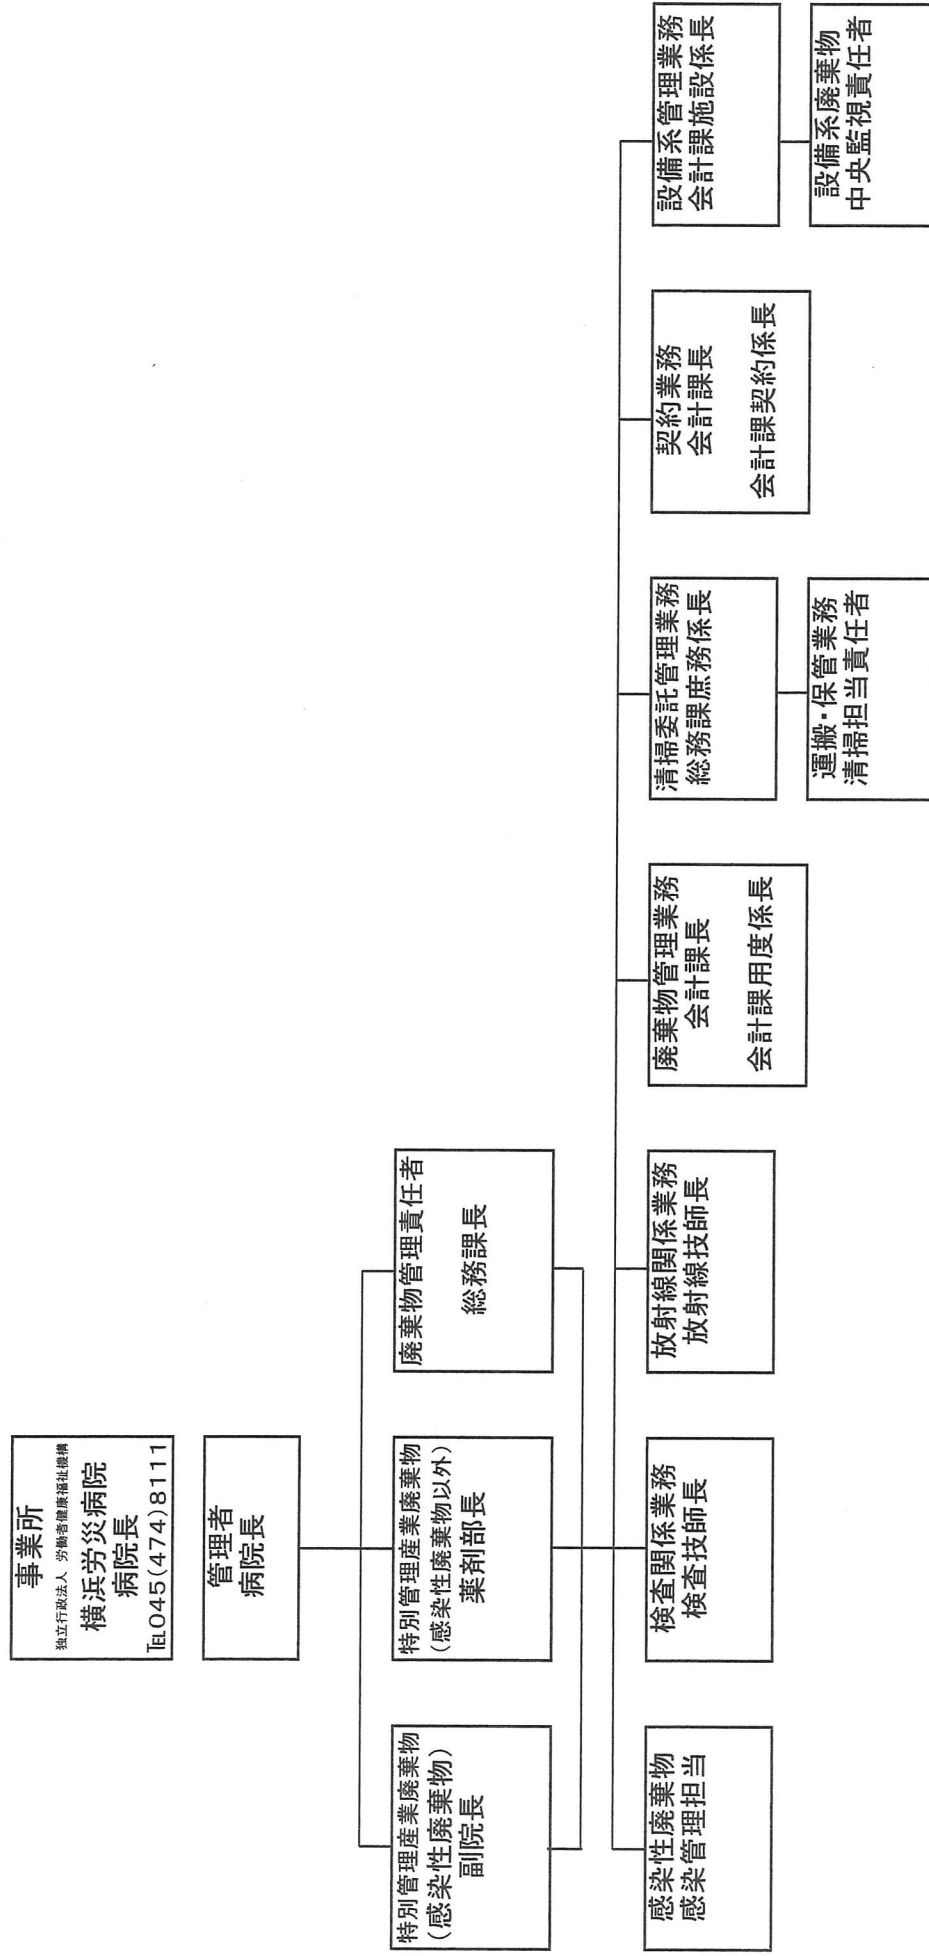 事業所
独立行政法人 労働者健康福祉機構
横浜労災病院
病院長
℡045(474)8111
管理者
病院長
特別管理産業廃棄物
(感染性廃棄物)
副院長
特別管理産業廃棄物
(感染性廃棄物以外)
薬剤部長
廃棄物管理責任者
総務課長
感染性廃棄物
感染管理担当
検査関係業務
検査技師長
放射線関係業務
放射線技師長
廃棄物管理業務
会計課長
会計課用度係長
清掃委託管理業務
総務課庶務係長
契約業務
会計課長
会計課契約係長
設備系管理業務
会計課施設係長
運搬・保管業務
清掃担当責任者
設備系廃棄物
中央監視責任者